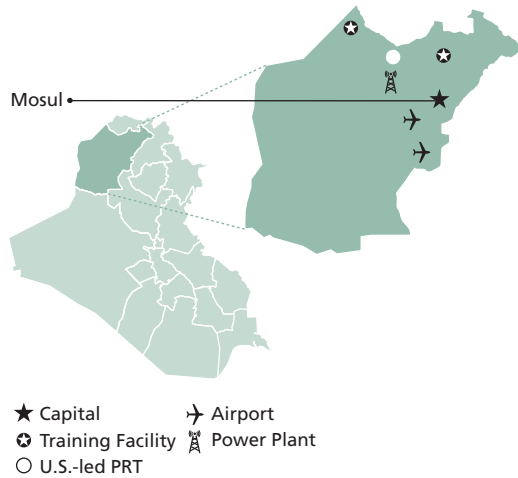 Mosul
Capital
Airport
Training Facility
Power Plant
U.S.-led PRT